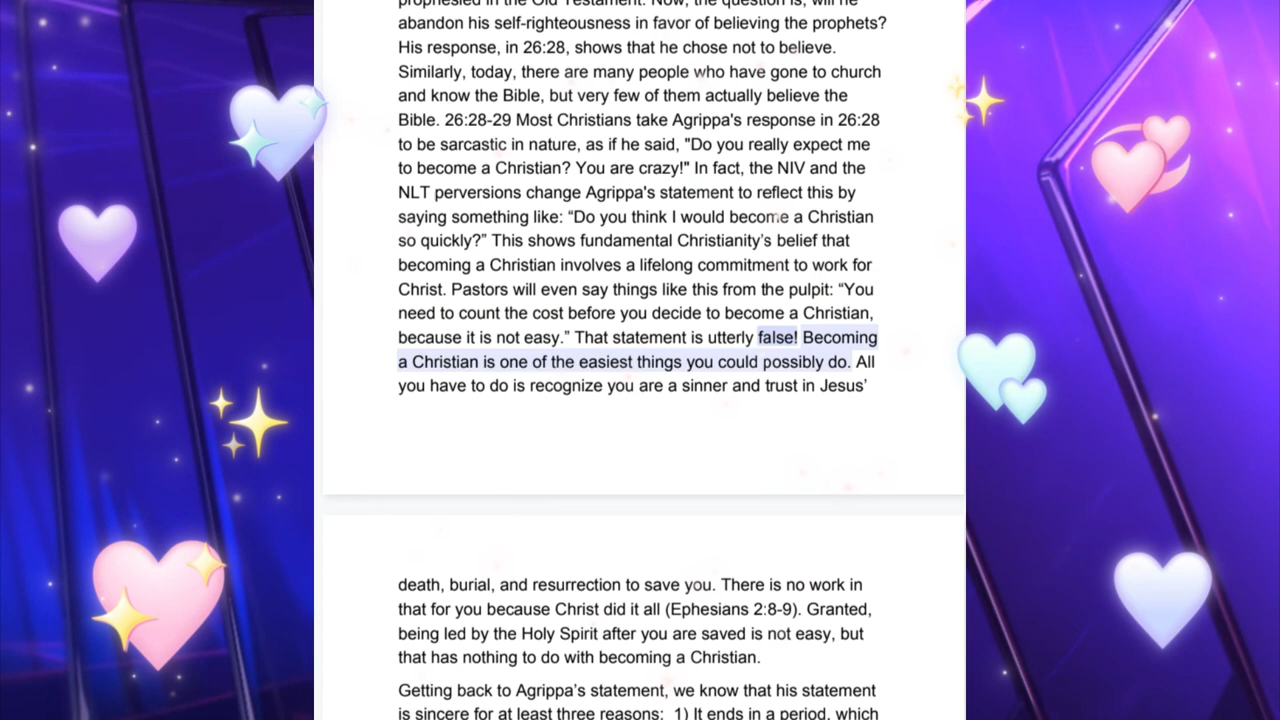 prophesied in the Old Testament. Now, the question is, will he
abandon his self-righteousness in favor of believing the prophets?
His response, in 26:28, shows that he chose not to believe.
Similarly, today, there are many people who have gone to church
and know the Bible, but very few of them actually believe the
Bible. 26:28-29 Most Christians take Agrippa's response in 26:28
to be sarcastic in nature, as if he said, "Do you really expect me
to become a Christian? You are crazy!" In fact, the NIV and the
NLT perversions change Agrippa's statement to reflect this by
saying something like: “Do you think I would become a Christian
so quickly?” This shows fundamental Christianity’s belief that
becoming a Christian involves a lifelong commitment to work for
Christ. Pastors will even say things like this from the pulpit: “You
need to count the cost before you decide to become a Christian,
because it is not easy.” That statement is utterly false! Becoming
a Christian is one of the easiest things you could possibly do. All
you have to do is recognize you are a sinner and trust in Jesus’
death, burial, and resurrection to save you. There is no work in
that for you because Christ did it all (Ephesians 2:8-9). Granted,
being led by the Holy Spirit after you are saved is not easy, but
that has nothing to do with becoming a Christian.
Getting back to Agrippa’s statement, we know that his statement
is sincere for at least three reasons: 1) It ends in a period, which